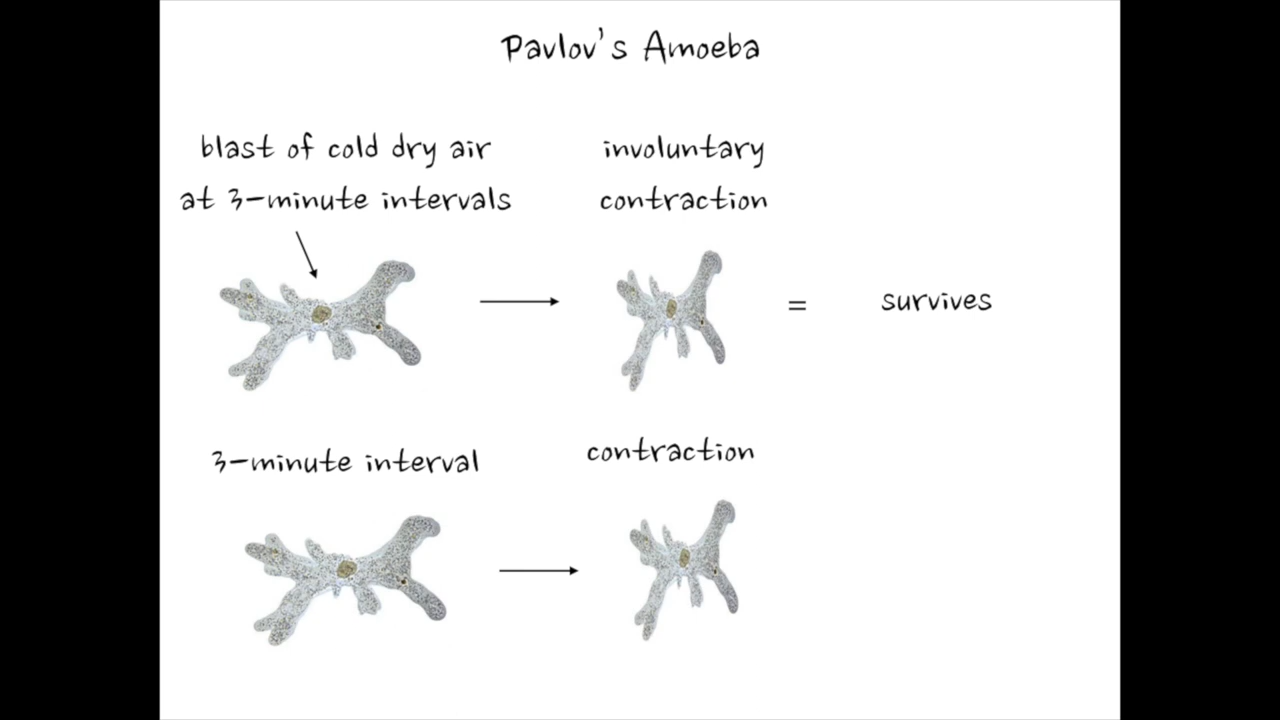 Pavlov's Amoeba
blast of cold dry air
at 3-minute intervals
involuntary
contraction
=
survives
3-minute interval
contraction